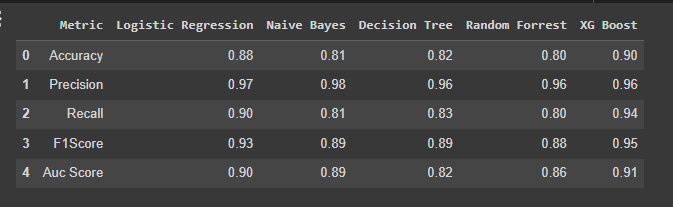 Metric Logistic Regression Naive Bayes Decision Tree Random Forrest XG Boost
0 Accuracy 0.88 0.81 0.82 0.80 0.90
1 Precision 0.97 0.98 0.96 0.96 0.96
2 Recall 0.90 0.81 0.83 0.80 0.94
3 F1Score 0.93 0.89 0.89 0.88 0.95
4 Auc Score 0.90 0.89 0.82 0.86 0.91